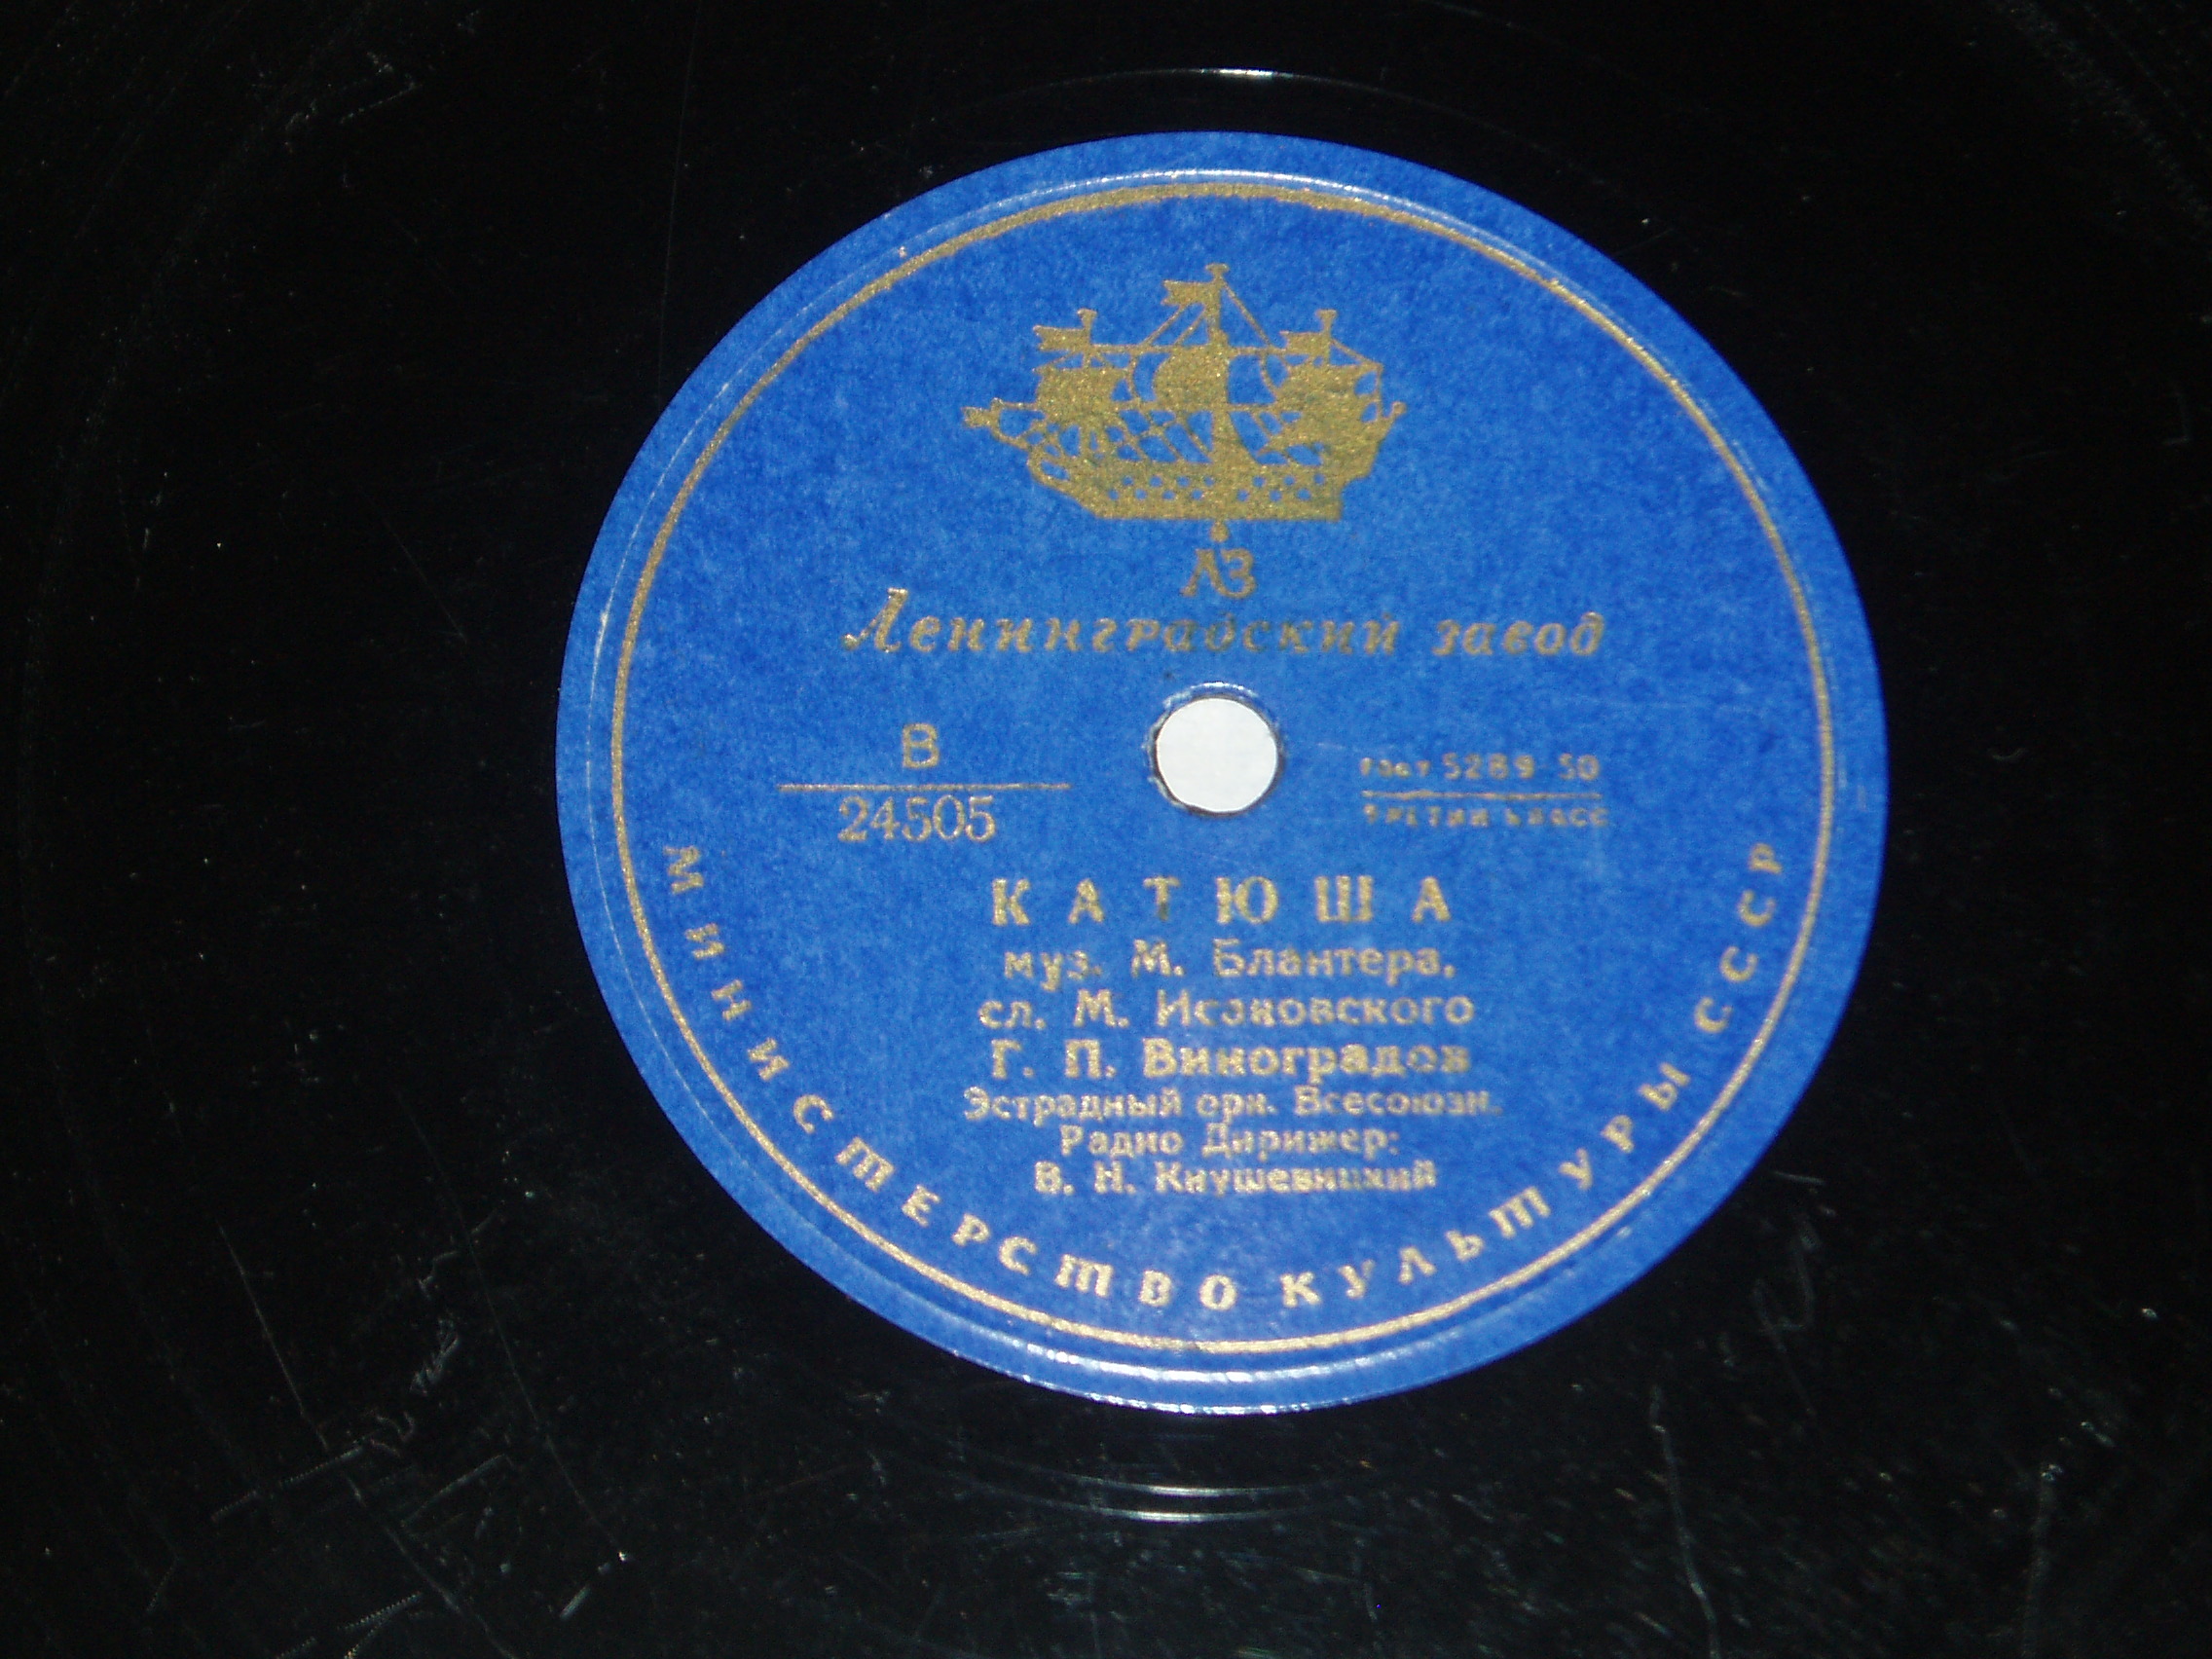 ЛЗ
Ленинградский завод
В
24505
гост 5289-50
ТРЕТИЙ КЛАСС
КАТЮША
муз. М. Блантера,
сл. М. Исаковского
Г. П. Виноградов
Эстрадный орк. Всесоюзн.
Радио Дирижер:
В. Н. Кнушевицкий
МИНИСТЕРСТВО КУЛЬТУРЫ СССР